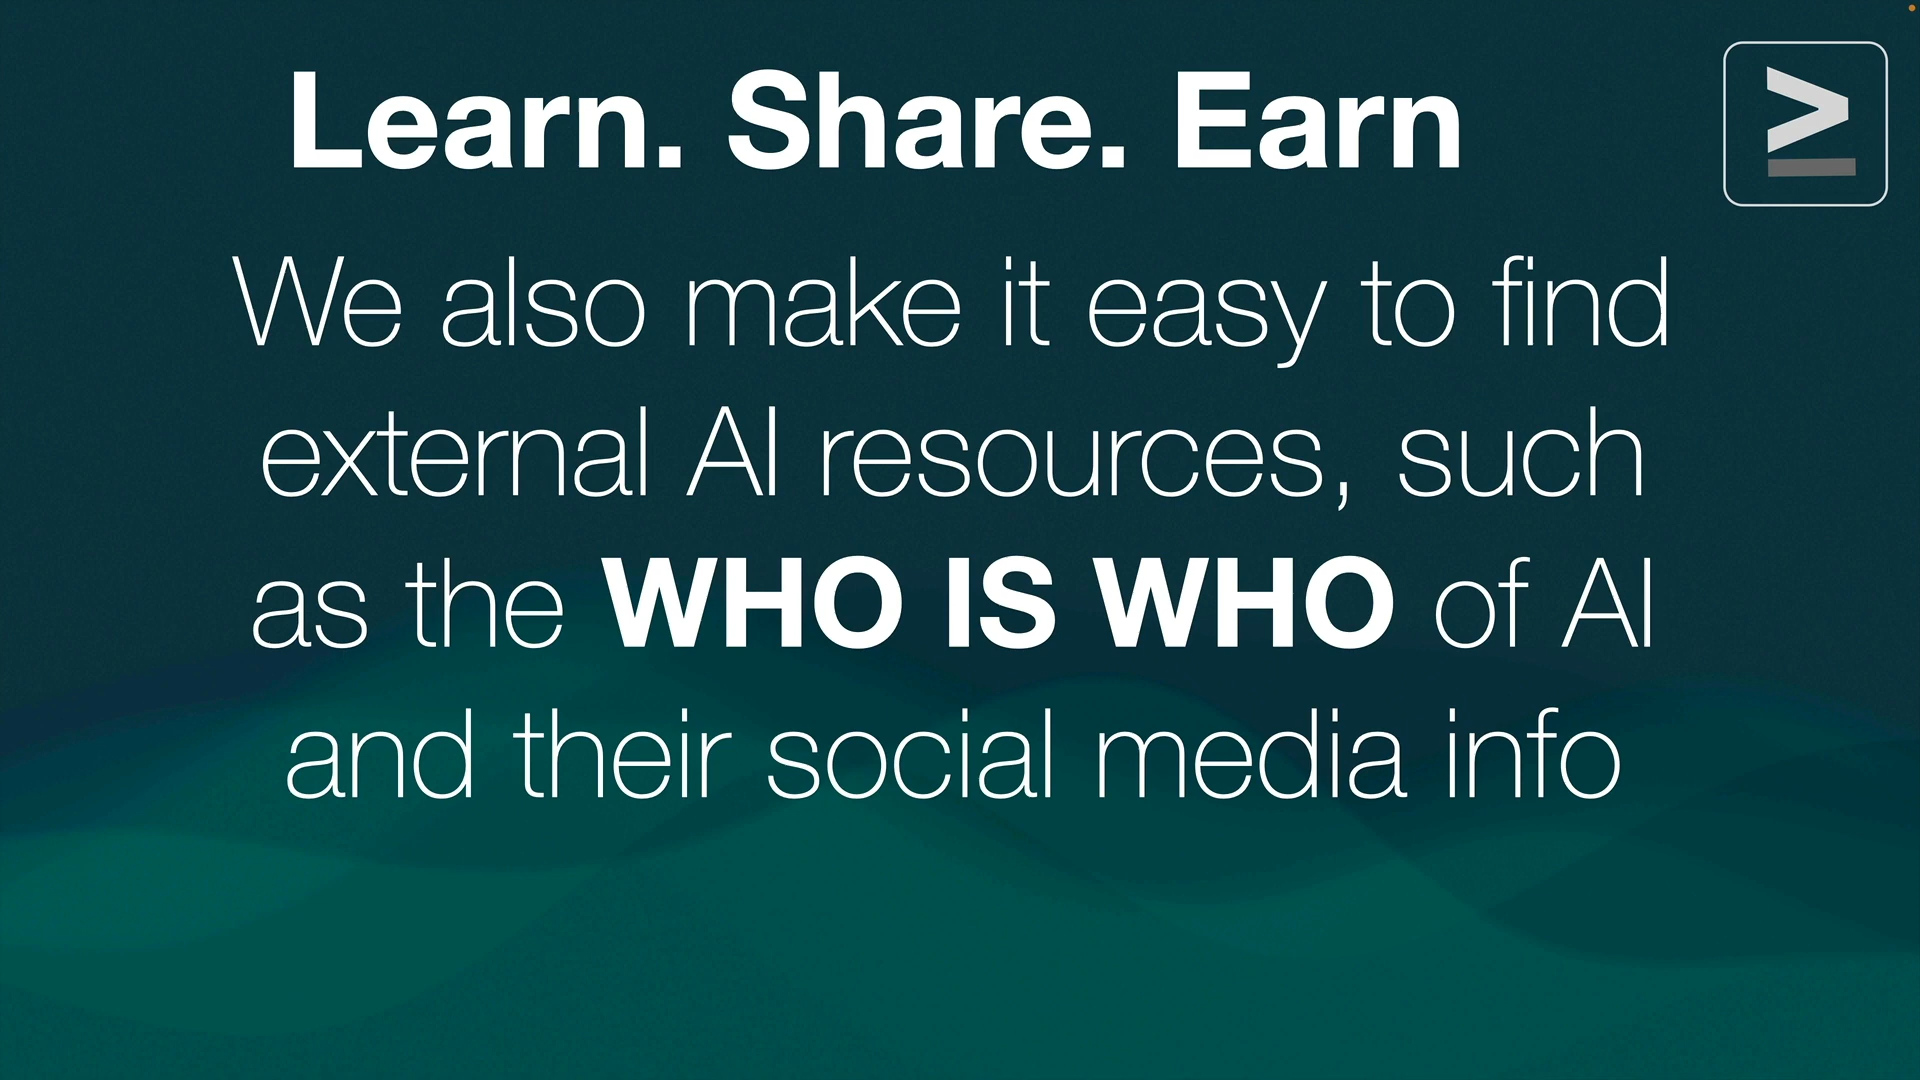 Learn. Share. Earn
We also make it easy to find
external AI resources, such
as the WHO IS WHO of AI
and their social media info